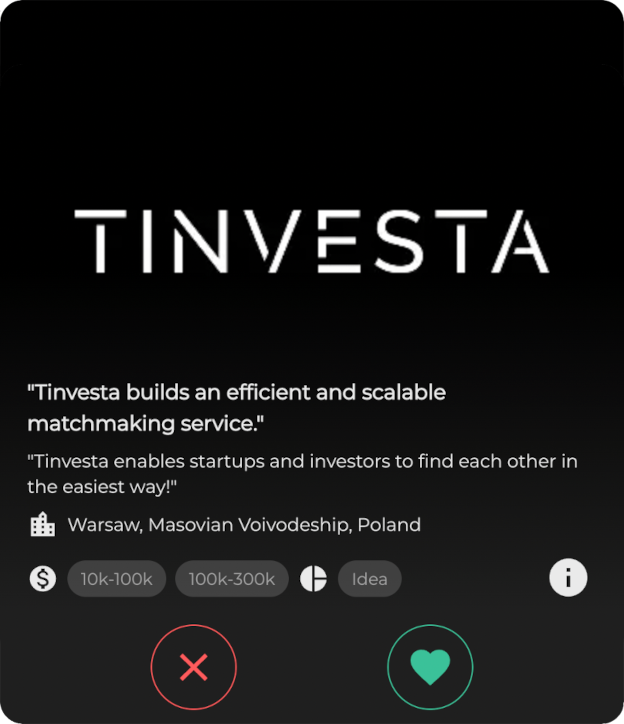 TINVESTA
"Tinvesta builds an efficient and scalable
matchmaking service."
"Tinvesta enables startups and investors to find each other in
the easiest way!"
Warsaw, Masovian Voivodeship, Poland
$ 10k-100k 100k-300k Idea i